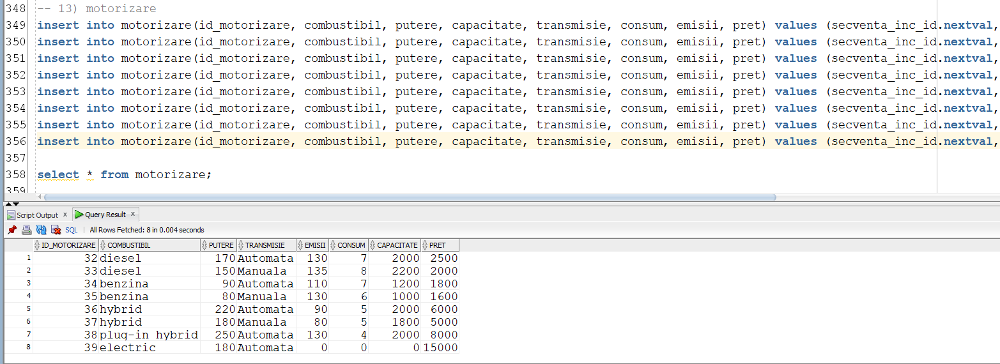 348 -- 13) motorizare
349 insert into motorizare(id_motorizare, combustibil, putere, capacitate, transmisie, consum, emisii, pret) values (secventa_inc_id.nextval,
350 insert into motorizare(id_motorizare, combustibil, putere, capacitate, transmisie, consum, emisii, pret) values (secventa_inc_id.nextval,
351 insert into motorizare(id_motorizare, combustibil, putere, capacitate, transmisie, consum, emisii, pret) values (secventa_inc_id.nextval,
352 insert into motorizare(id_motorizare, combustibil, putere, capacitate, transmisie, consum, emisii, pret) values (secventa_inc_id.nextval,
353 insert into motorizare(id_motorizare, combustibil, putere, capacitate, transmisie, consum, emisii, pret) values (secventa_inc_id.nextval,
354 insert into motorizare(id_motorizare, combustibil, putere, capacitate, transmisie, consum, emisii, pret) values (secventa_inc_id.nextval,
355 insert into motorizare(id_motorizare, combustibil, putere, capacitate, transmisie, consum, emisii, pret) values (secventa_inc_id.nextval,
356 insert into motorizare(id_motorizare, combustibil, putere, capacitate, transmisie, consum, emisii, pret) values (secventa_inc_id.nextval,
357
358 select * from motorizare;
359
Script Output x Query Result x
SQL | All Rows Fetched: 8 in 0.004 seconds
ID_MOTORIZARE COMBUSTIBIL PUTERE TRANSMISIE EMISII CONSUM CAPACITATE PRET
1 32 diesel 170 Automata 130 7 2000 2500
2 33 diesel 150 Manuala 135 8 2200 2000
3 34 benzina 90 Automata 110 7 1200 1800
4 35 benzina 80 Manuala 130 6 1000 1600
5 36 hybrid 220 Automata 90 5 2000 6000
6 37 hybrid 180 Manuala 80 5 1800 5000
7 38 plug-in hybrid 250 Automata 130 4 2000 8000
8 39 electric 180 Automata 0 0 0 15000